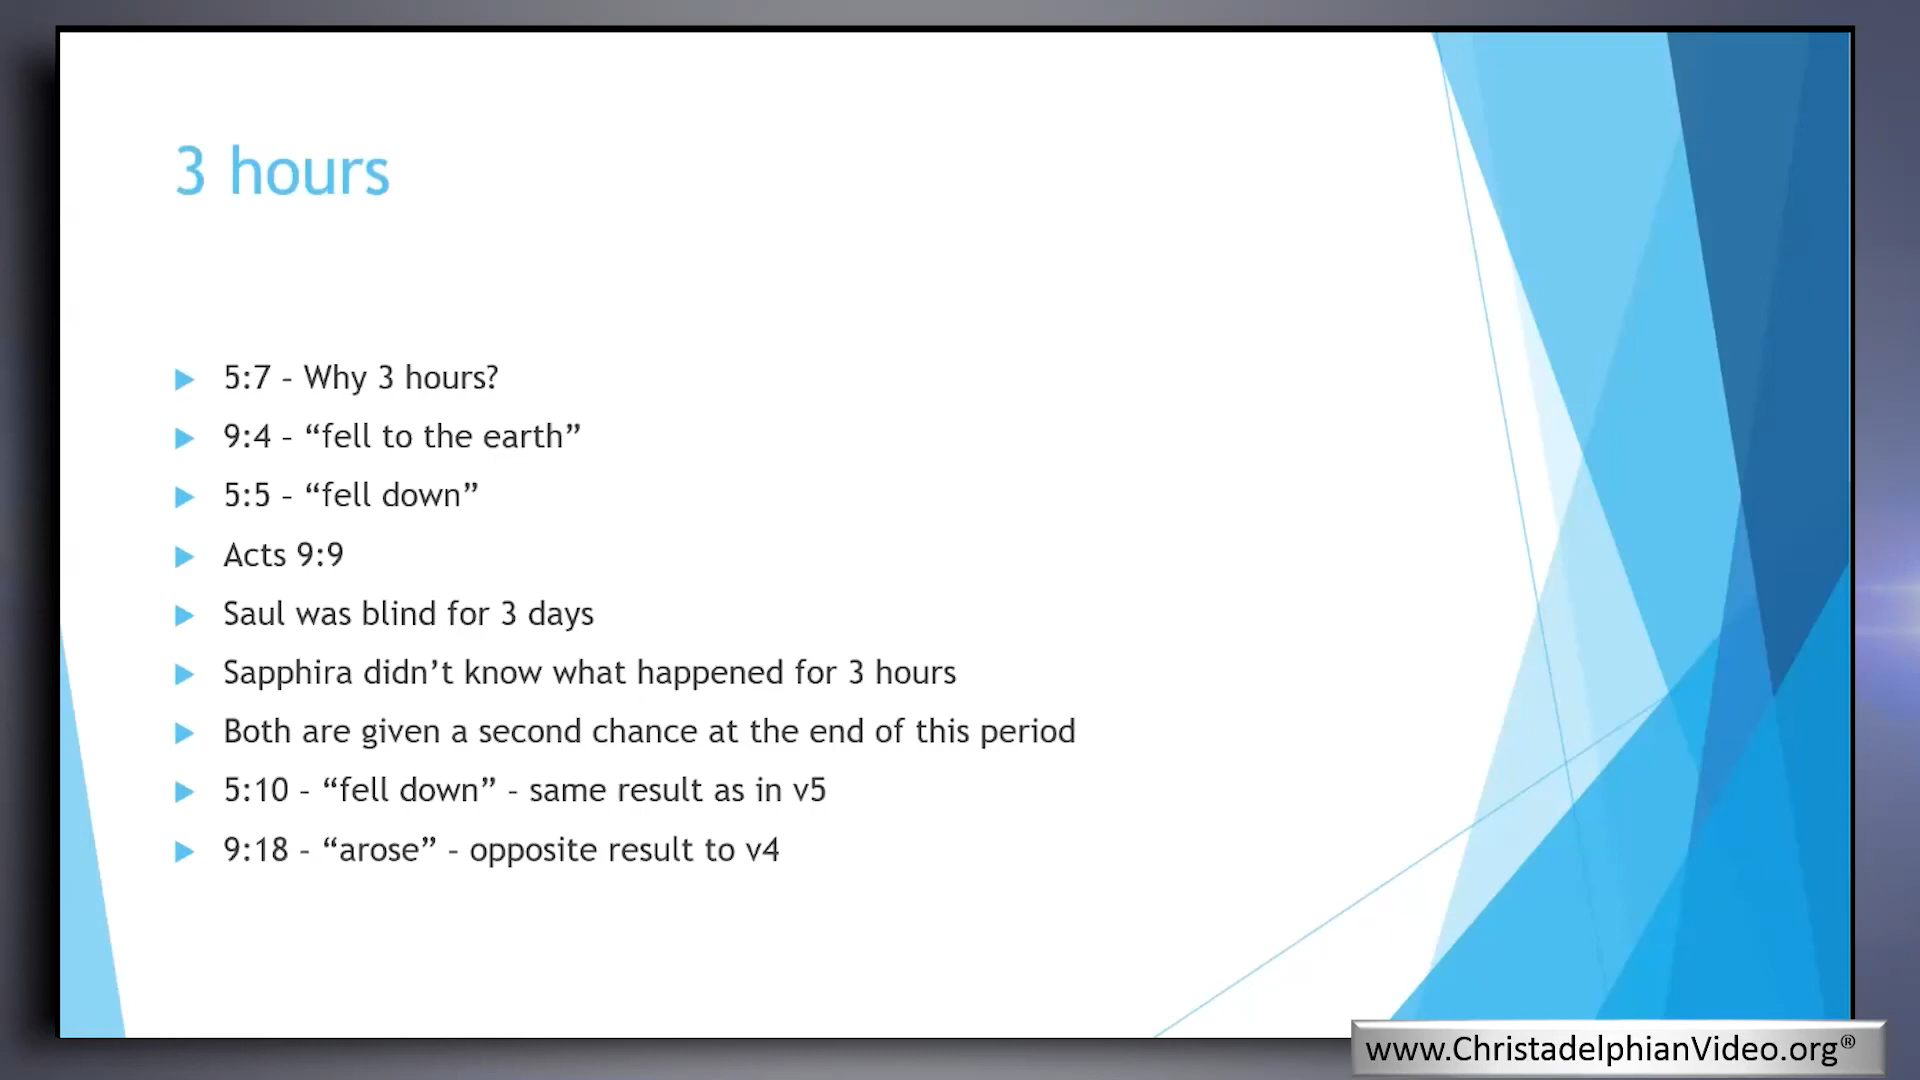 3 hours
5:7 – Why 3 hours?
9:4 – “fell to the earth”
5:5 – “fell down”
Acts 9:9
Saul was blind for 3 days
Sapphira didn’t know what happened for 3 hours
Both are given a second chance at the end of this period
5:10 – “fell down” – same result as in v5
9:18 – “arose” – opposite result to v4
www.ChristadelphianVideo.org®